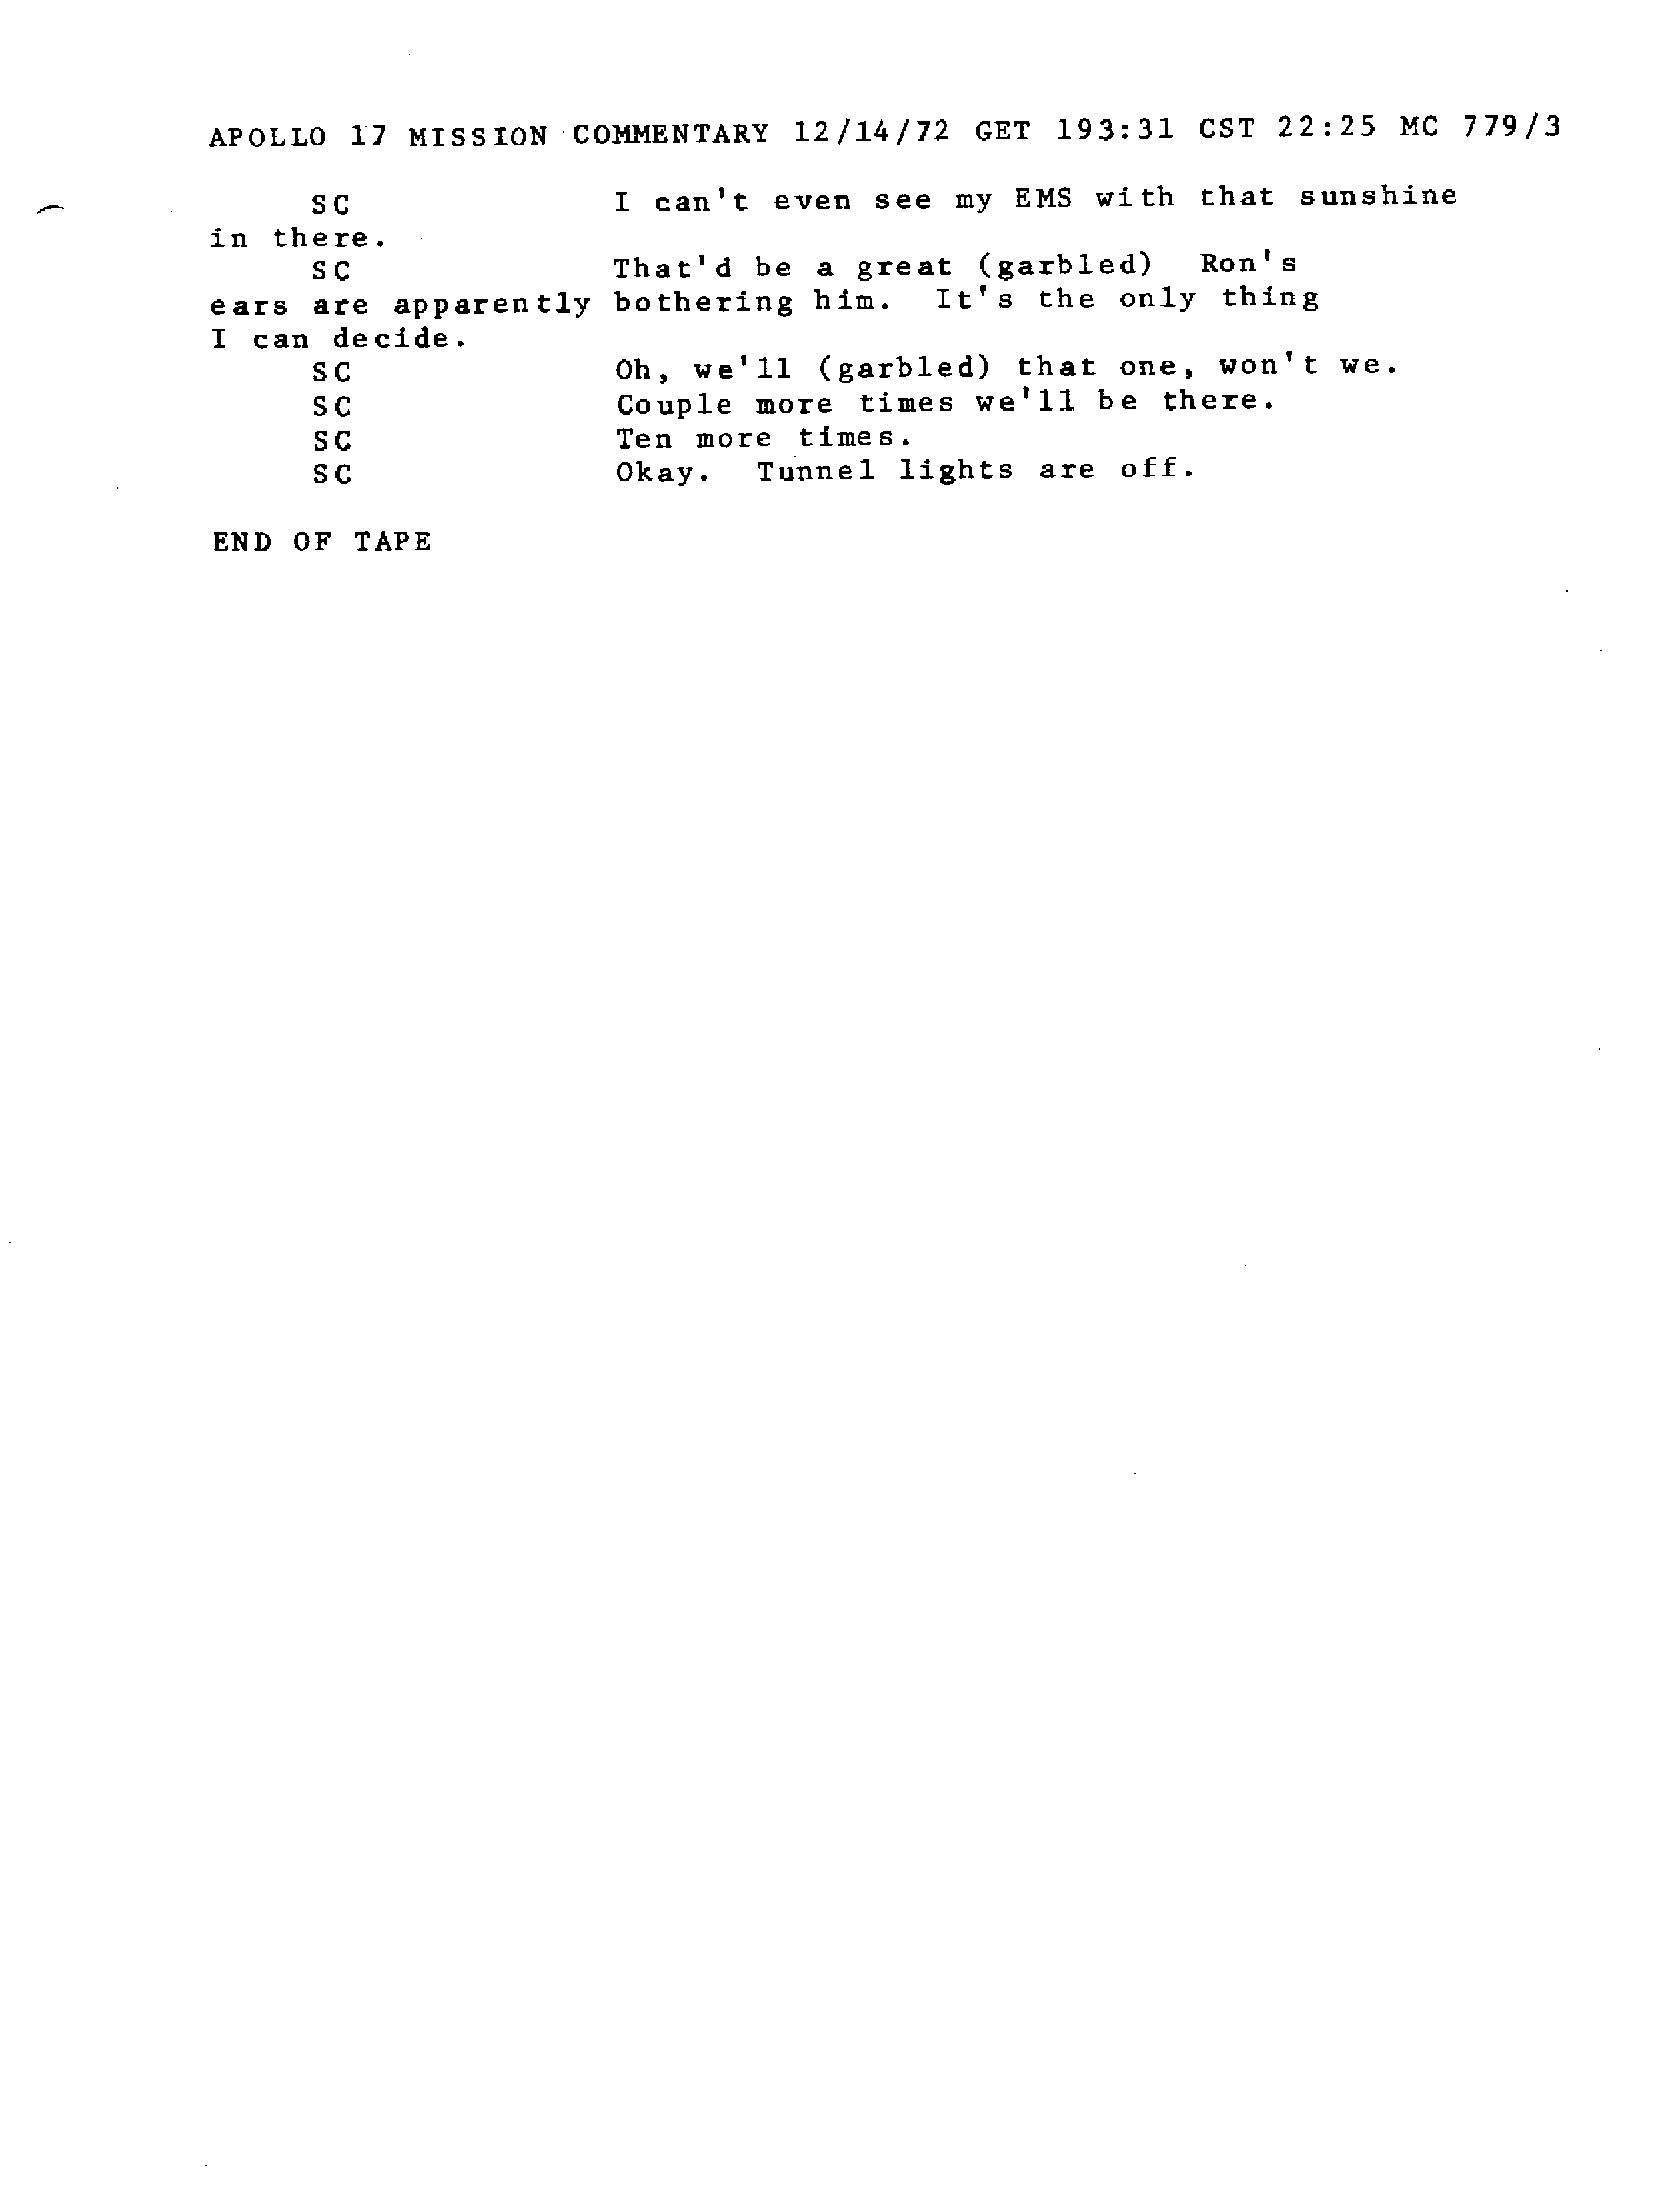 APOLLO 17 MISSION COMMENTARY 12/14/72 GET 193:31 CST 22:25 MC 779/3
SC I can't even see my EMS with that sunshine
in there.
SC That'd be a great (garbled) Ron's
ears are apparently bothering him. It's the only thing
I can decide.
SC Oh, we'll (garbled) that one, won't we.
SC Couple more times we'll be there.
SC Ten more times.
SC Okay. Tunnel lights are off.
END OF TAPE